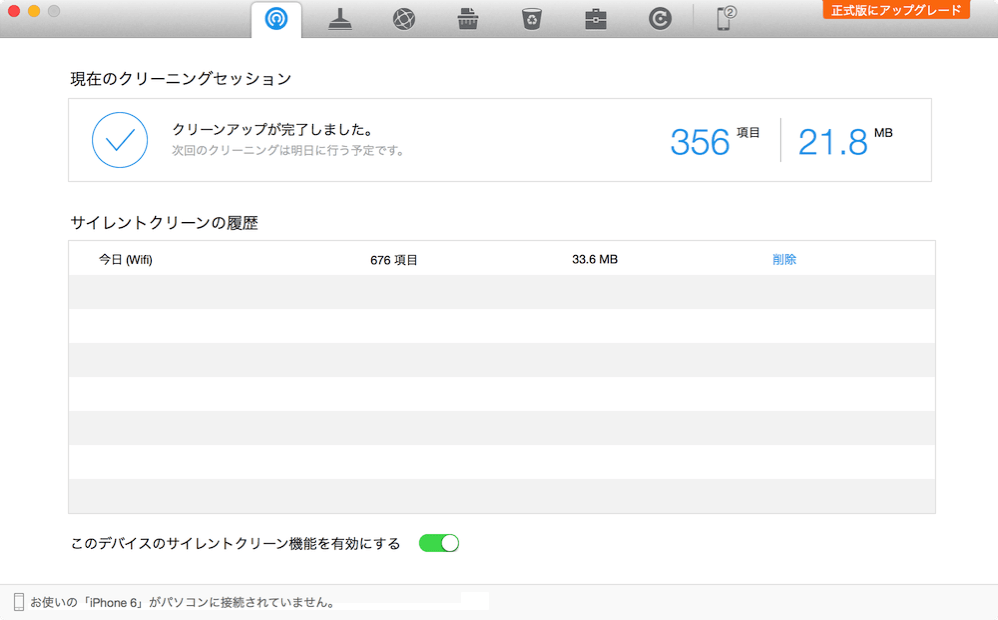 ②
正式版にアップグレード
現在のクリーニングセッション
クリーンアップが完了しました。
次回のクリーニングは明日に行う予定です。
356 項目
21.8 MB
サイレントクリーンの履歴
今日 (Wifi) 676 項目 33.6 MB 削除
このデバイスのサイレントクリーン機能を有効にする
お使いの「iPhone 6」がパソコンに接続されていません。